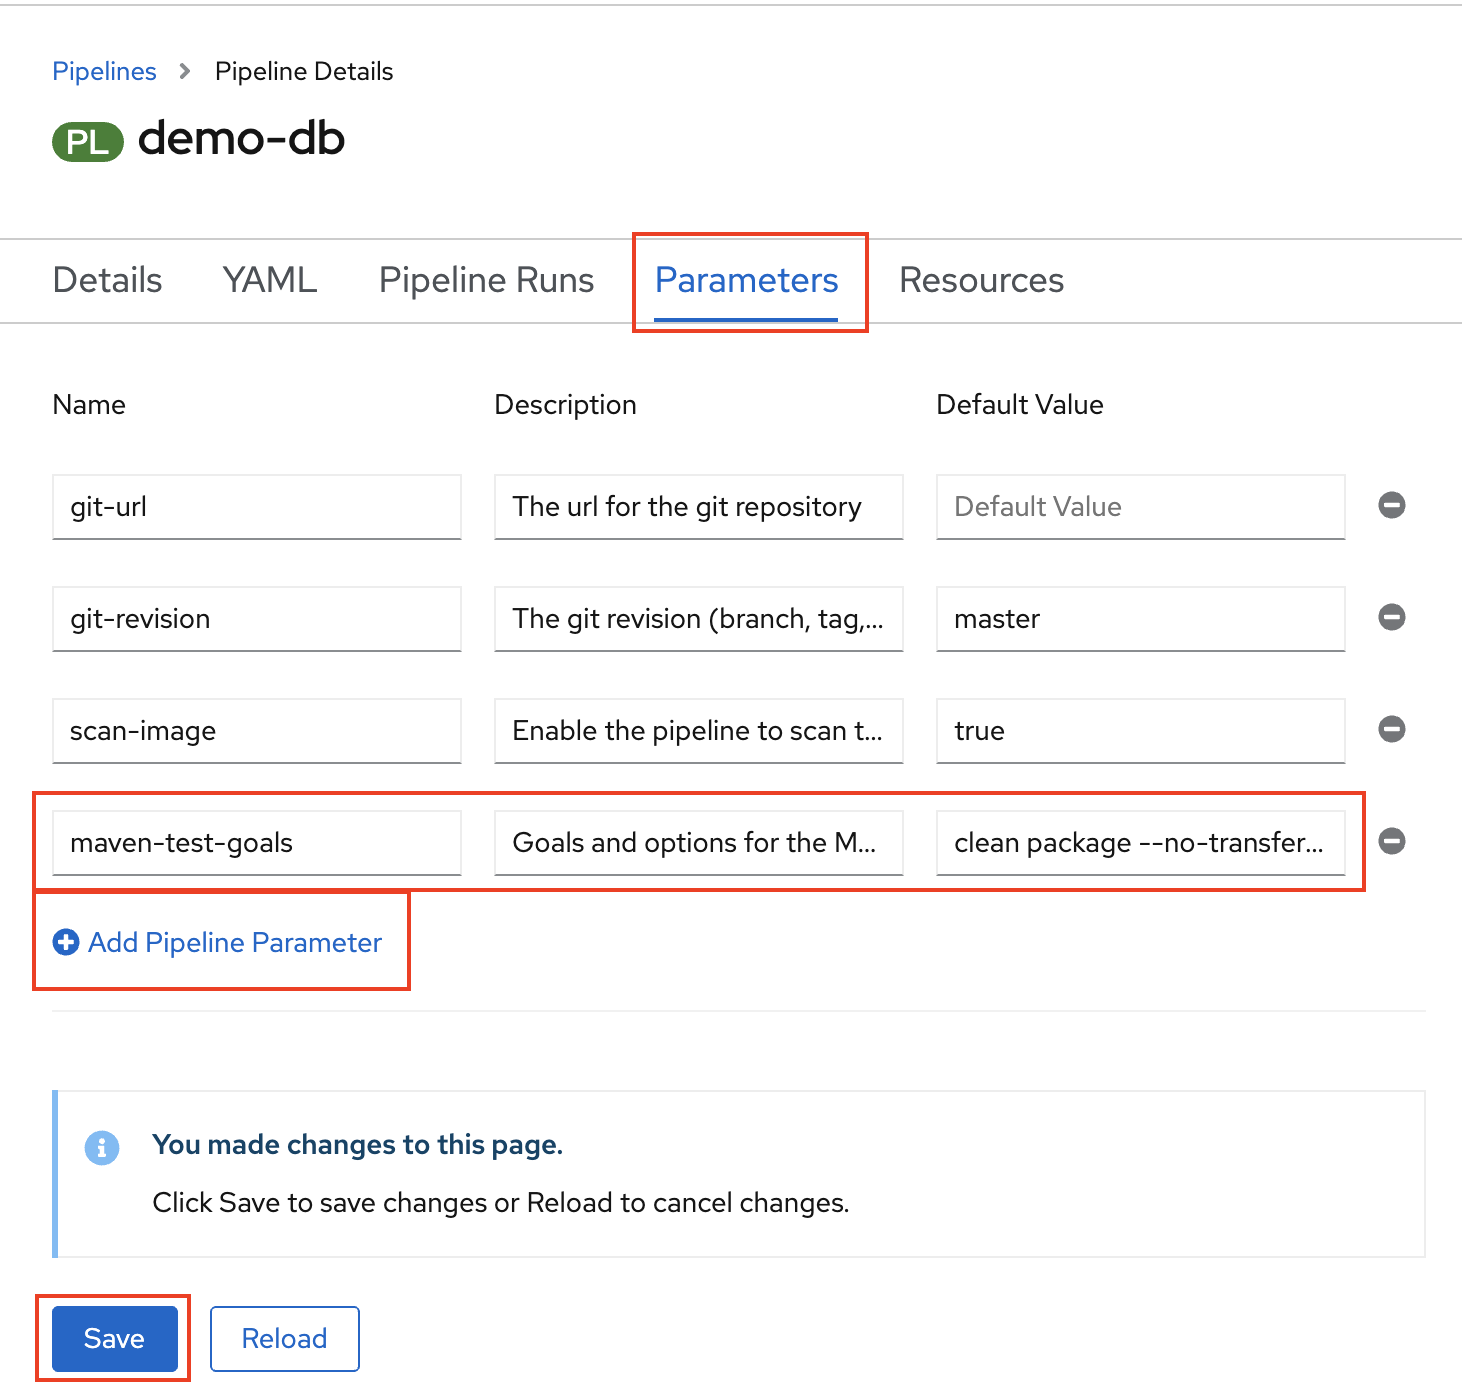 Pipelines > Pipeline Details
PL demo-db
Details YAML Pipeline Runs Parameters Resources
Name Description Default Value
git-url The url for the git repository Default Value
git-revision The git revision (branch, tag,... master
scan-image Enable the pipeline to scan t... true
maven-test-goals Goals and options for the M... clean package --no-transfer...
Add Pipeline Parameter
You made changes to this page.
Click Save to save changes or Reload to cancel changes.
Save Reload